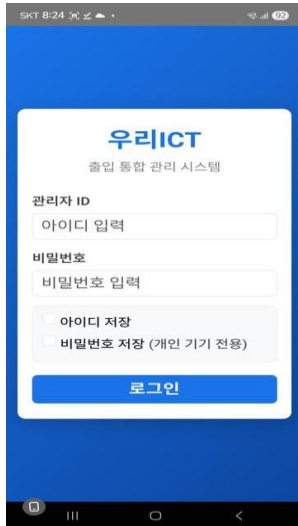 SKT 8:24
92
우리ICT
출입 통합 관리 시스템
관리자 ID
아이디 입력
비밀번호
비밀번호 입력
아이디 저장
비밀번호 저장 (개인 기기 전용)
로그인